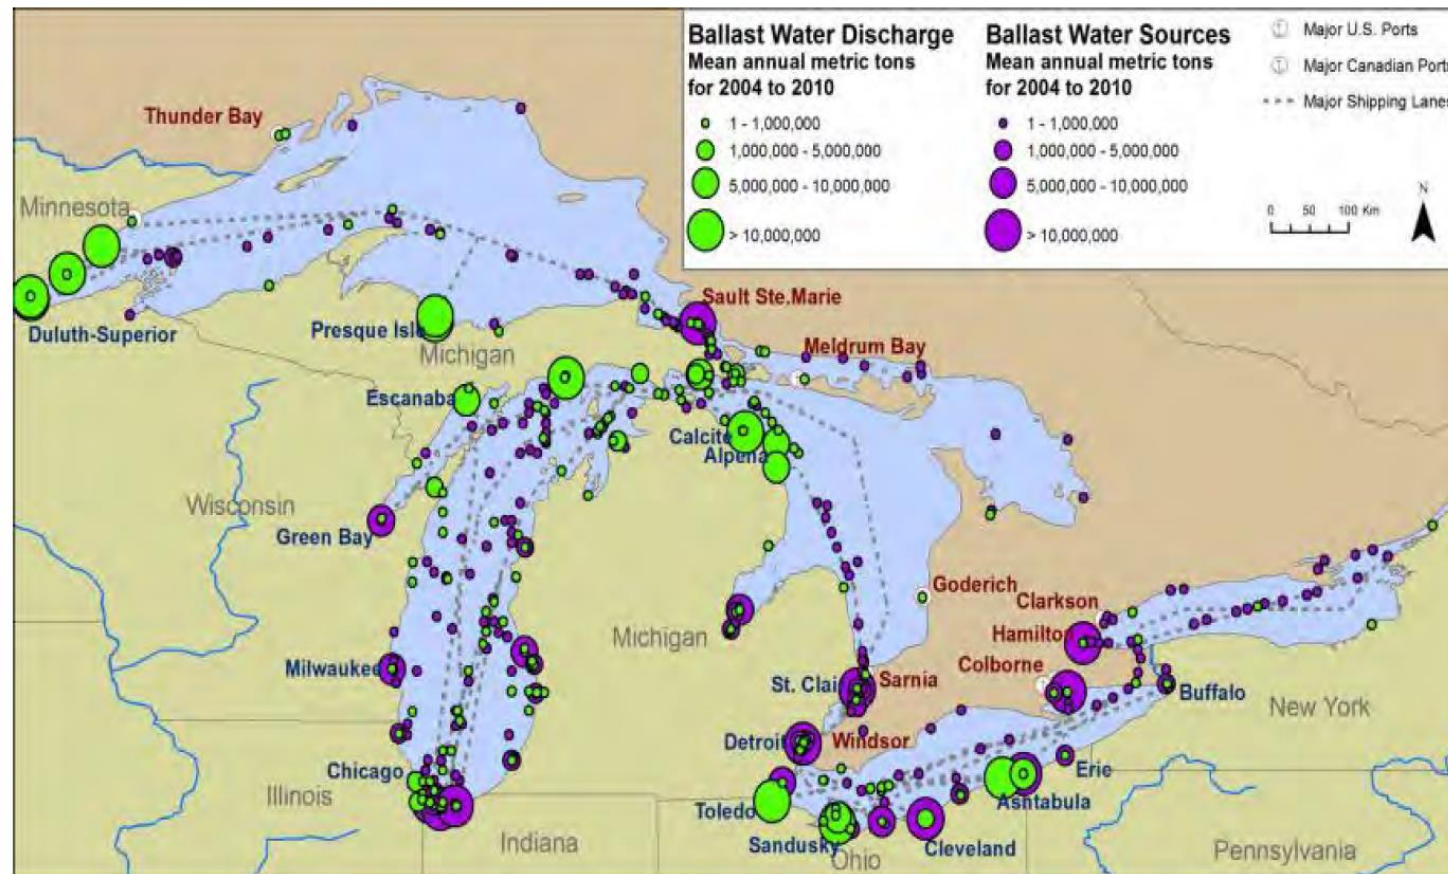 Ballast Water Discharge
Mean annual metric tons
for 2004 to 2010
1 - 1,000,000
1,000,000 - 5,000,000
5,000,000 - 10,000,000
> 10,000,000
Ballast Water Sources
Mean annual metric tons
for 2004 to 2010
1 - 1,000,000
1,000,000 - 5,000,000
5,000,000 - 10,000,000
> 10,000,000
Major U.S. Ports
Major Canadian Ports
Major Shipping Lanes
0 50 100 Km
N
Thunder Bay
Minnesota
Duluth-Superior
Presque Isle
Michigan
Sault Ste.Marie
Meldrum Bay
Escanaba
Calcite
Alpena
Wisconsin
Green Bay
Goderich
Clarkson
Hamilton
Michigan
Colborne
Milwaukee
St. Clai
Sarnia
Buffalo
New York
Detroit
Windsor
Chicago
Erie
Illinois
Toledo
Ashtabula
Indiana
Sandusky
Ohio
Cleveland
Pennsylvania